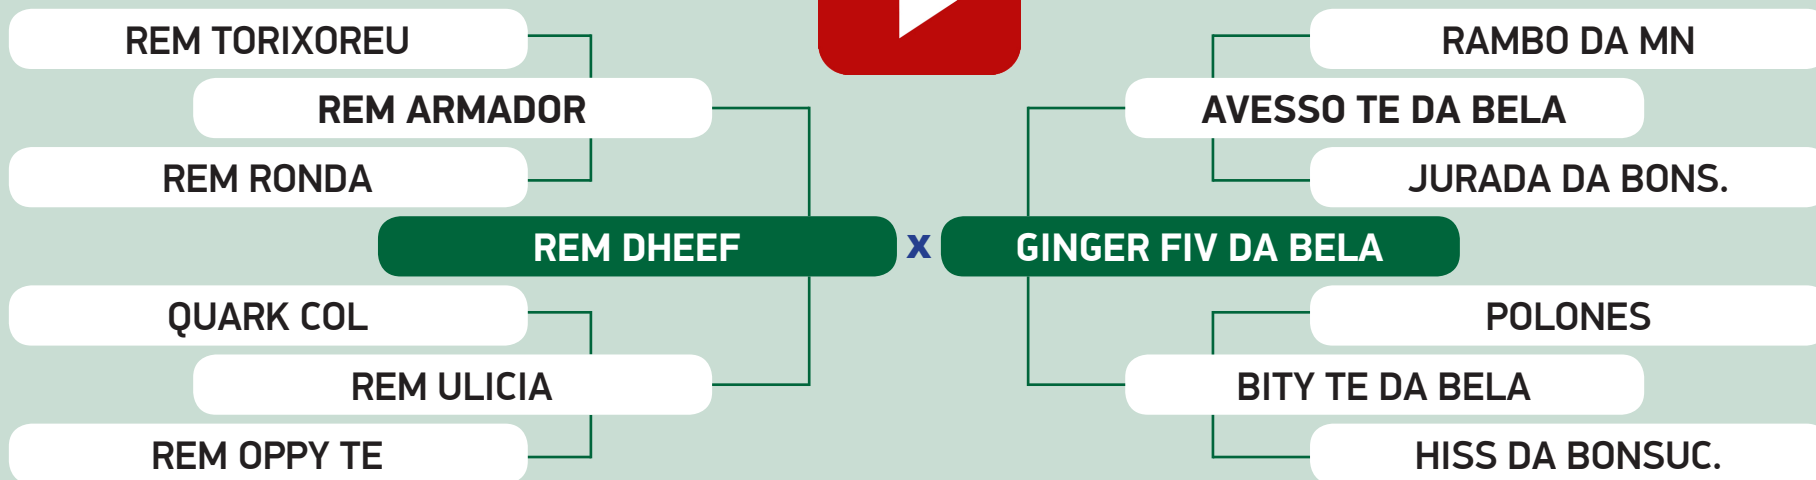 REM TORIXOREU
RAMBO DA MN
REM ARMADOR
AVESSO TE DA BELA
REM RONDA
JURADA DA BONS.
REM DHEEF x GINGER FIV DA BELA
QUARK COL
POLONES
REM ULICIA
BITY TE DA BELA
REM OPPY TE
HISS DA BONSUC.